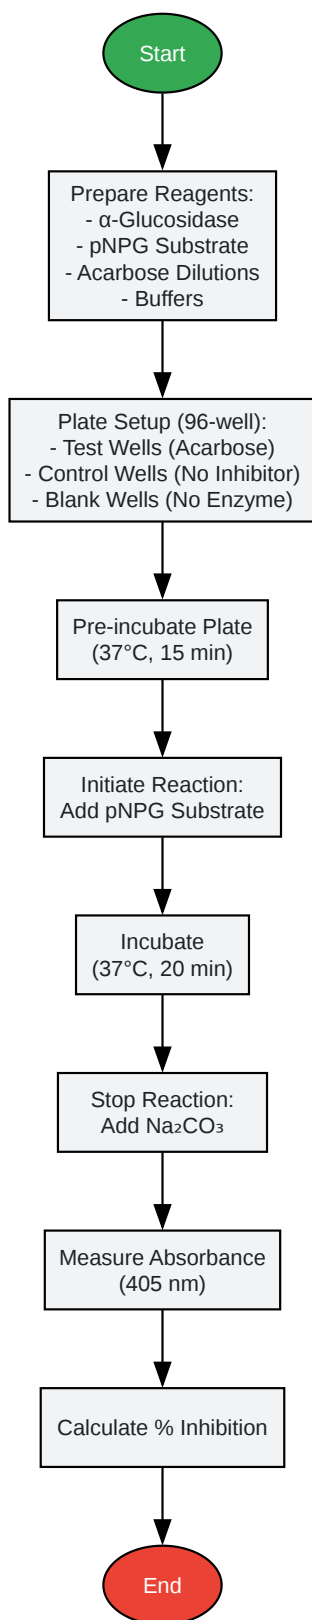 Start
Prepare Reagents:
- α-Glucosidase
- pNPG Substrate
- Acarbose Dilutions
- Buffers
Plate Setup (96-well):
- Test Wells (Acarbose)
- Control Wells (No Inhibitor)
- Blank Wells (No Enzyme)
Pre-incubate Plate
(37°C, 15 min)
Initiate Reaction:
Add pNPG Substrate
Incubate
(37°C, 20 min)
Stop Reaction:
Add Na₂CO₃
Measure Absorbance
(405 nm)
Calculate % Inhibition
End